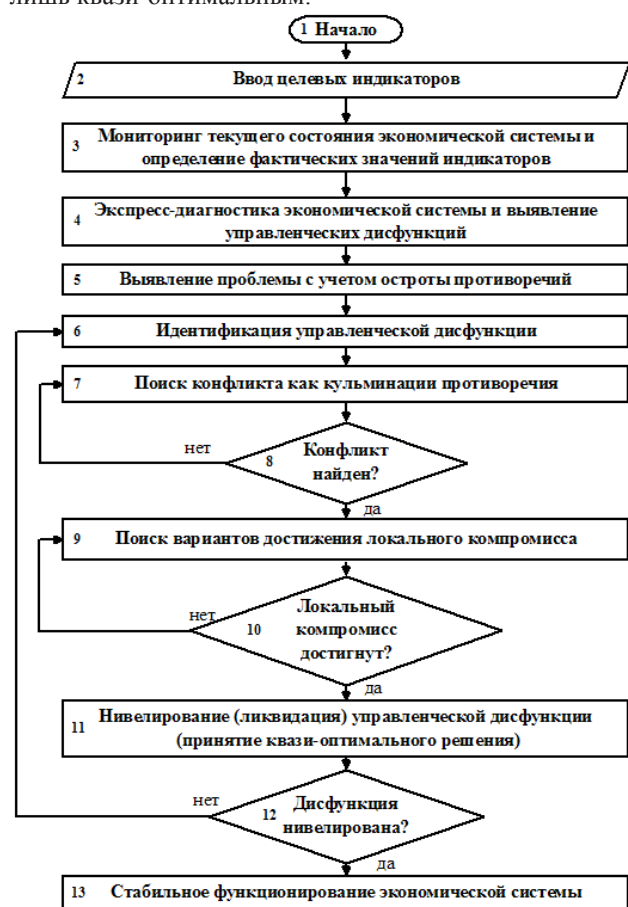 лишь квази-оптимальным.
1 Начало
2 Ввод целевых индикаторов
3 Мониторинг текущего состояния экономической системы и
определение фактических значений индикаторов
4 Экспресс-диагностика экономической системы и выявление
управленческих дисфункций
5 Выявление проблемы с учетом остроты противоречий
6 Идентификация управленческой дисфункции
7 Поиск конфликта как кульминации противоречия
нет
8 Конфликт
найден?
да
9 Поиск вариантов достижения локального компромисса
нет
Локальный
10 компромисс
достигнут?
да
11 Нивелирование (ликвидация) управленческой дисфункции
(принятие квази-оптимального решения)
нет
12 Дисфункция
нивелирована?
да
13 Стабильное функционирование экономической системы